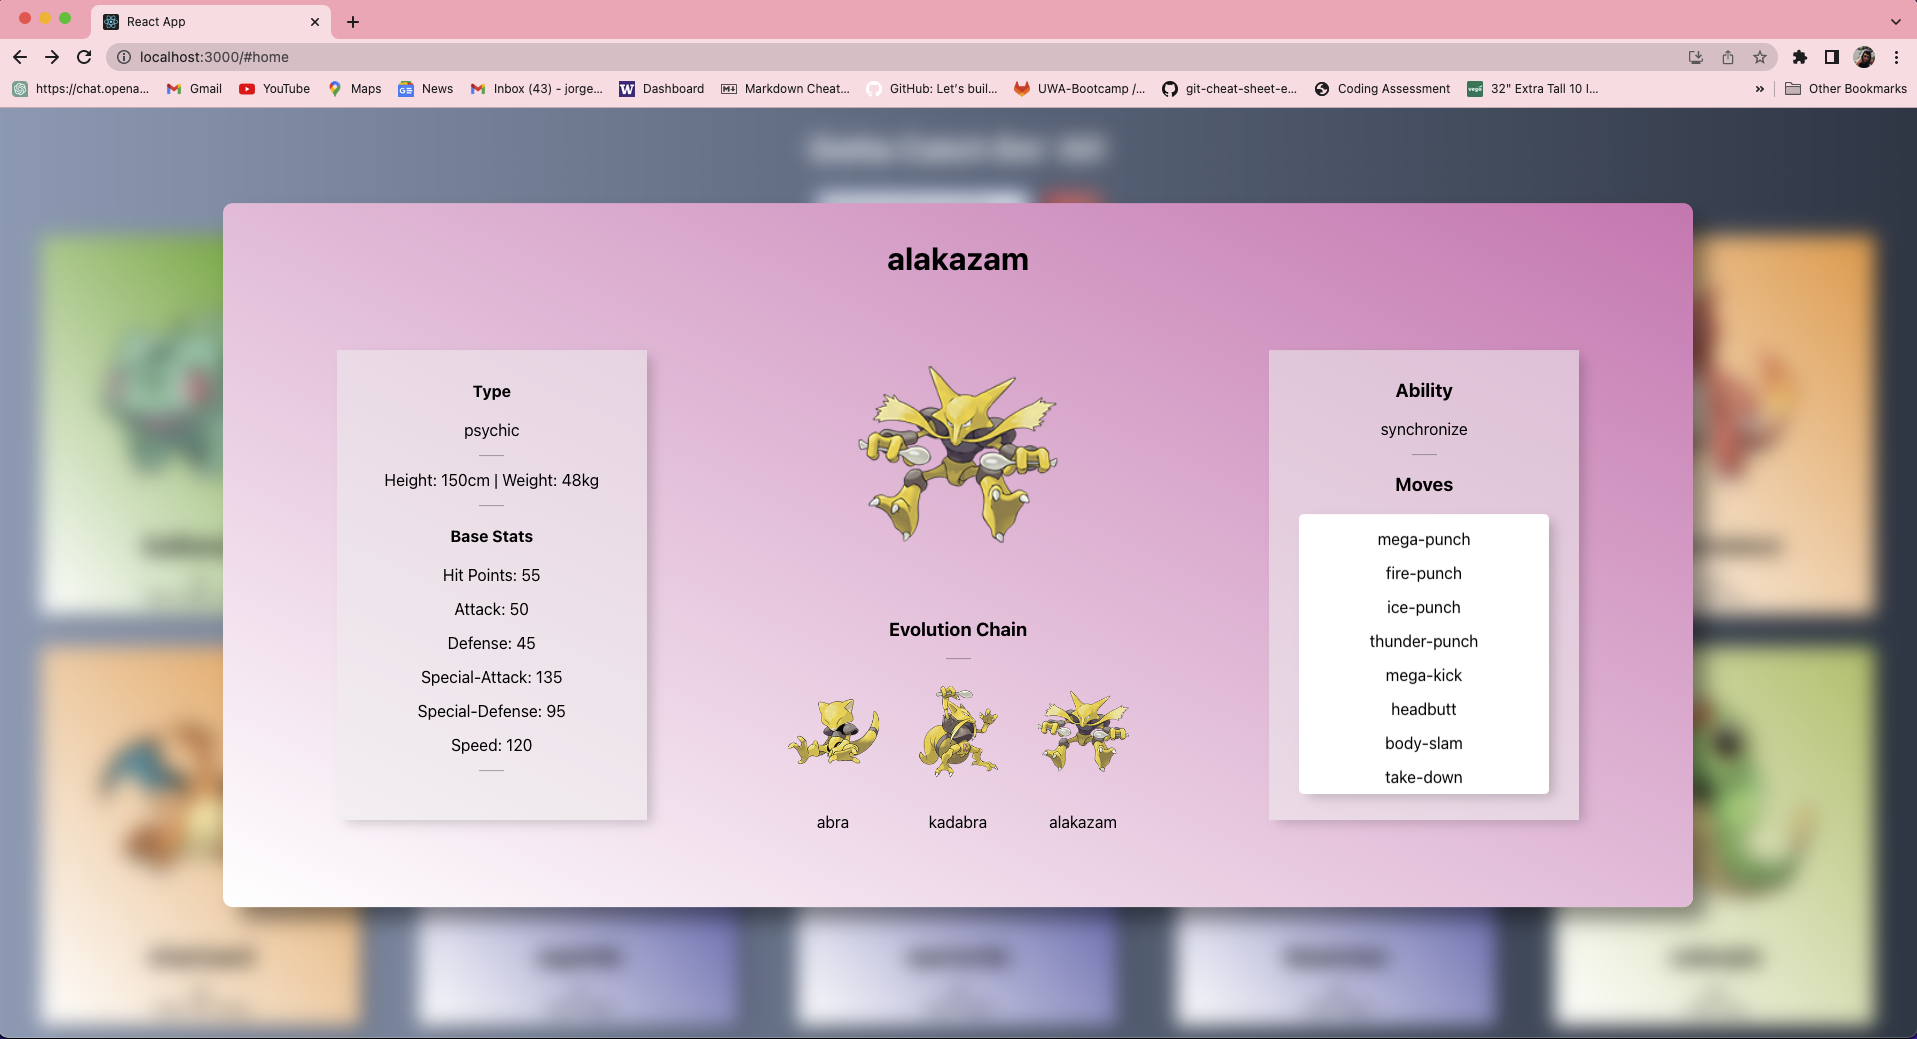 React App
localhost:3000/#home
https://chat.opena...
Gmail
YouTube
Maps
News
Inbox (43) - jorge...
Dashboard
Markdown Cheat...
GitHub: Let's buil...
UWA-Bootcamp /...
git-cheat-sheet-e...
Coding Assessment
32" Extra Tall 10 I...
»
Other Bookmarks
alakazam
Type
psychic
Height: 150cm | Weight: 48kg
Base Stats
Hit Points: 55
Attack: 50
Defense: 45
Special-Attack: 135
Special-Defense: 95
Speed: 120
Evolution Chain
abra
kadabra
alakazam
Ability
synchronize
Moves
mega-punch
fire-punch
ice-punch
thunder-punch
mega-kick
headbutt
body-slam
take-down